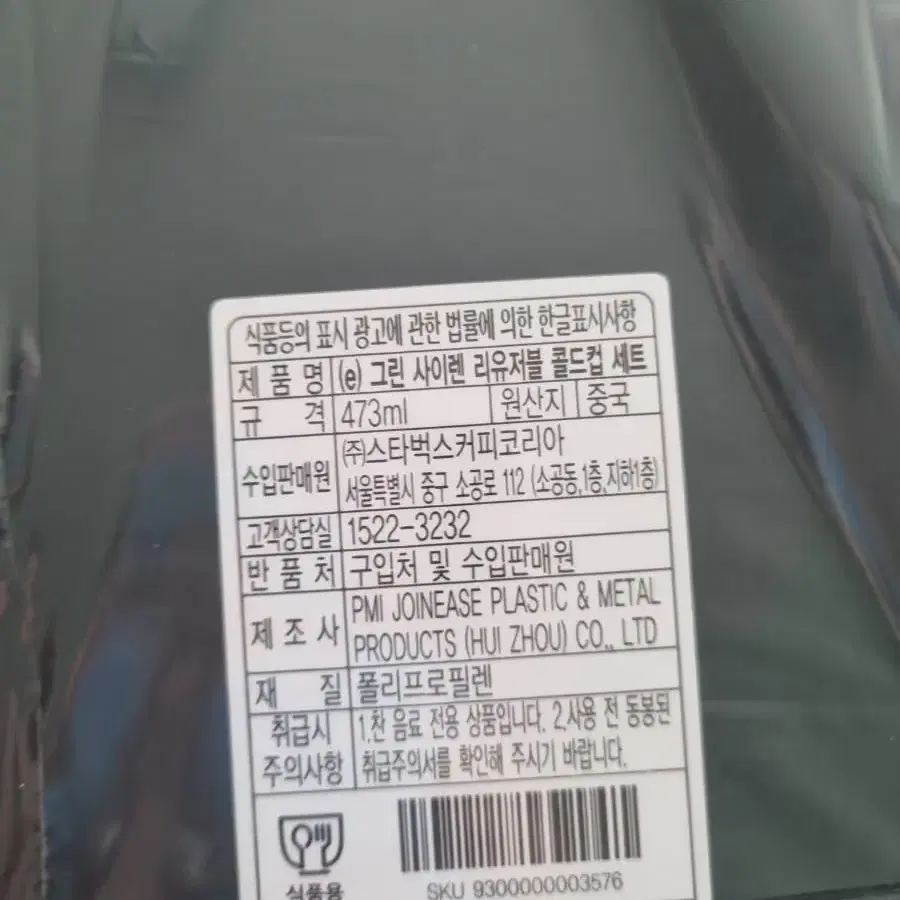 식품등의 표시 광고에 관한 법률에 의한 한글표시사항
제품명 (e) 그린 사이렌 리유저블 콜드컵 세트
규격 473ml 원산지 중국
수입판매원 (주)스타벅스커피코리아
서울특별시 중구 소공로 112 (소공동,1층,지하1층)
고객상담실 1522-3232
반품처 구입처 및 수입판매원
제조사 PMI JOINEASE PLASTIC & METAL
PRODUCTS (HUI ZHOU) CO., LTD
재질 폴리프로필렌
취급시 1.찬 음료 전용 상품입니다. 2.사용 전 동봉된
주의사항 취급주의서를 확인해 주시기 바랍니다.
식품용 SKU 9300000003576